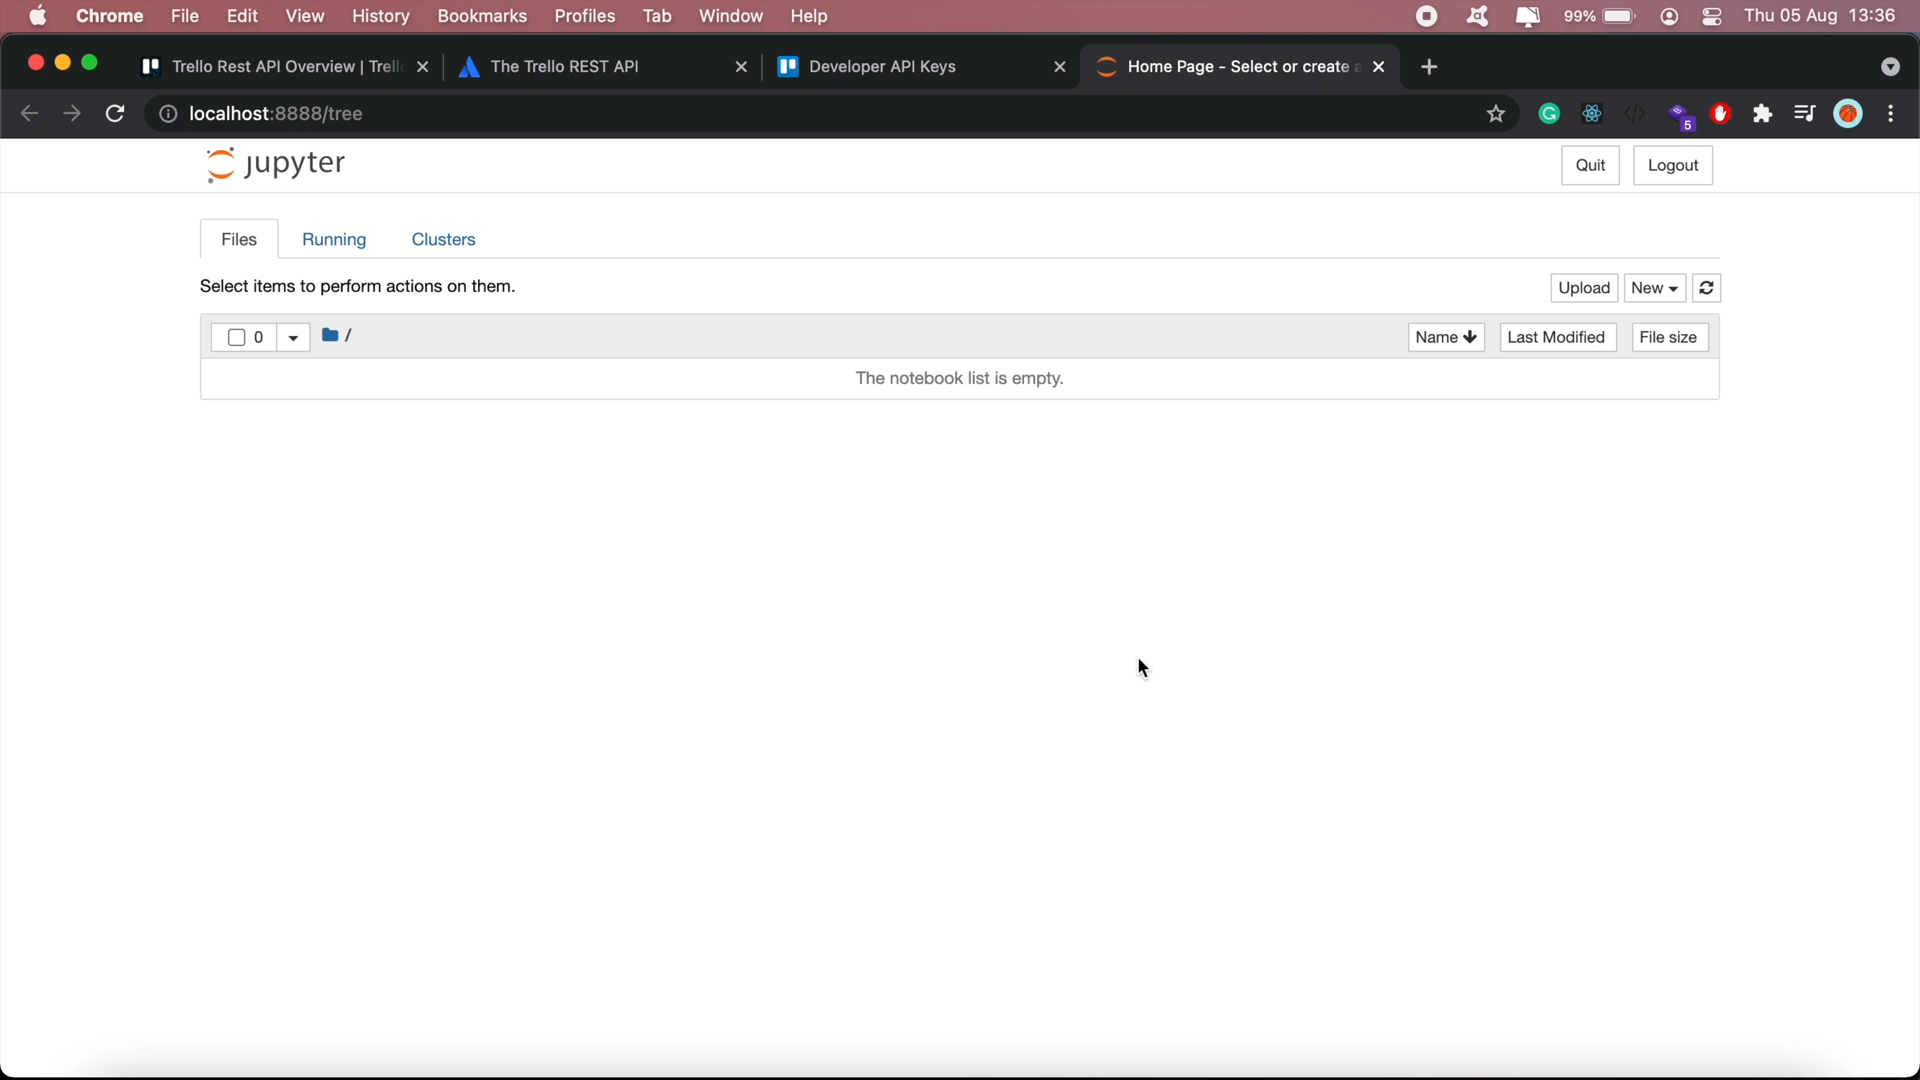 Chrome File Edit View History Bookmarks Profiles Tab Window Help 99% Thu 05 Aug 13:36
Trello Rest API Overview | Trell The Trello REST API Developer API Keys Home Page - Select or create a
localhost:8888/tree 5
jupyter Quit Logout
Files Running Clusters
Select items to perform actions on them. Upload New
0 / Name Last Modified File size
The notebook list is empty.